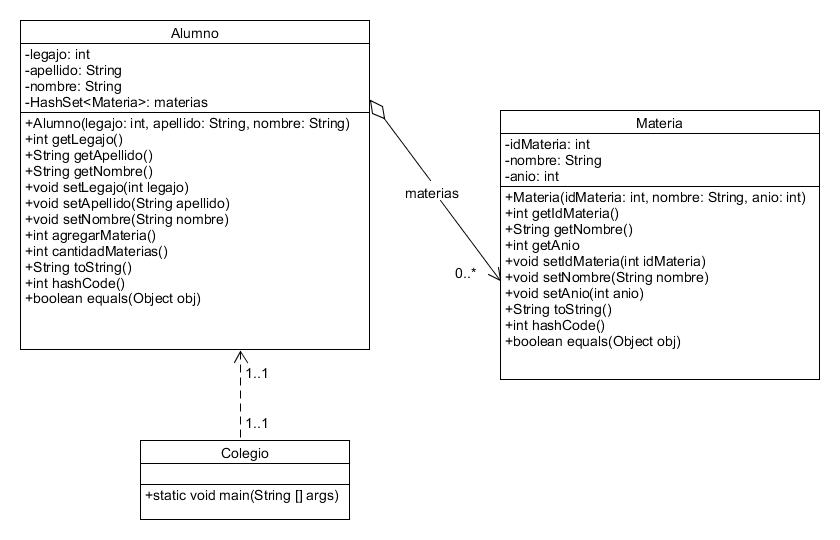 Alumno
-legajo: int
-apellido: String
-nombre: String
-HashSet<Materia>: materias
+Alumno(legajo: int, apellido: String, nombre: String)
+int getLegajo()
+String getApellido()
+String getNombre()
+void setLegajo(int legajo)
+void setApellido(String apellido)
+void setNombre(String nombre)
+int agregarMateria()
+int cantidadMaterias()
+String toString()
+int hashCode()
+boolean equals(Object obj)
materias
0..*
Materia
-idMateria: int
-nombre: String
-anio: int
+Materia(idMateria: int, nombre: String, anio: int)
+int getIdMateria()
+String getNombre()
+int getAnio
+void setIdMateria(int idMateria)
+void setNombre(String nombre)
+void setAnio(int anio)
+String toString()
+int hashCode()
+boolean equals(Object obj)
1..1
1..1
Colegio
+static void main(String [] args)